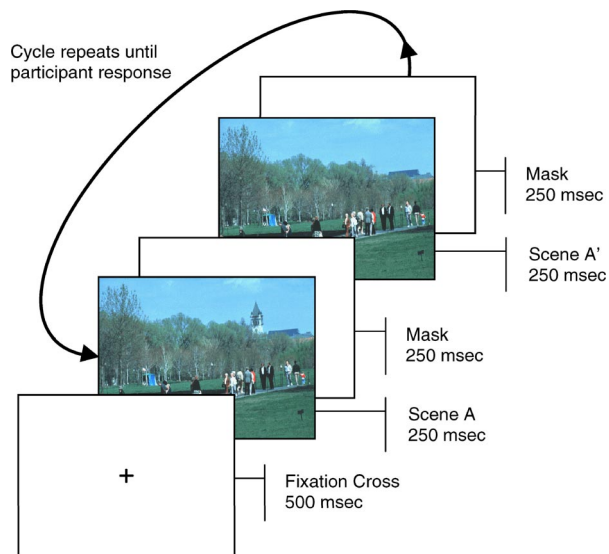 Cycle repeats until
participant response
Mask
250 msec
Scene A’
250 msec
Mask
250 msec
Scene A
250 msec
+
Fixation Cross
500 msec